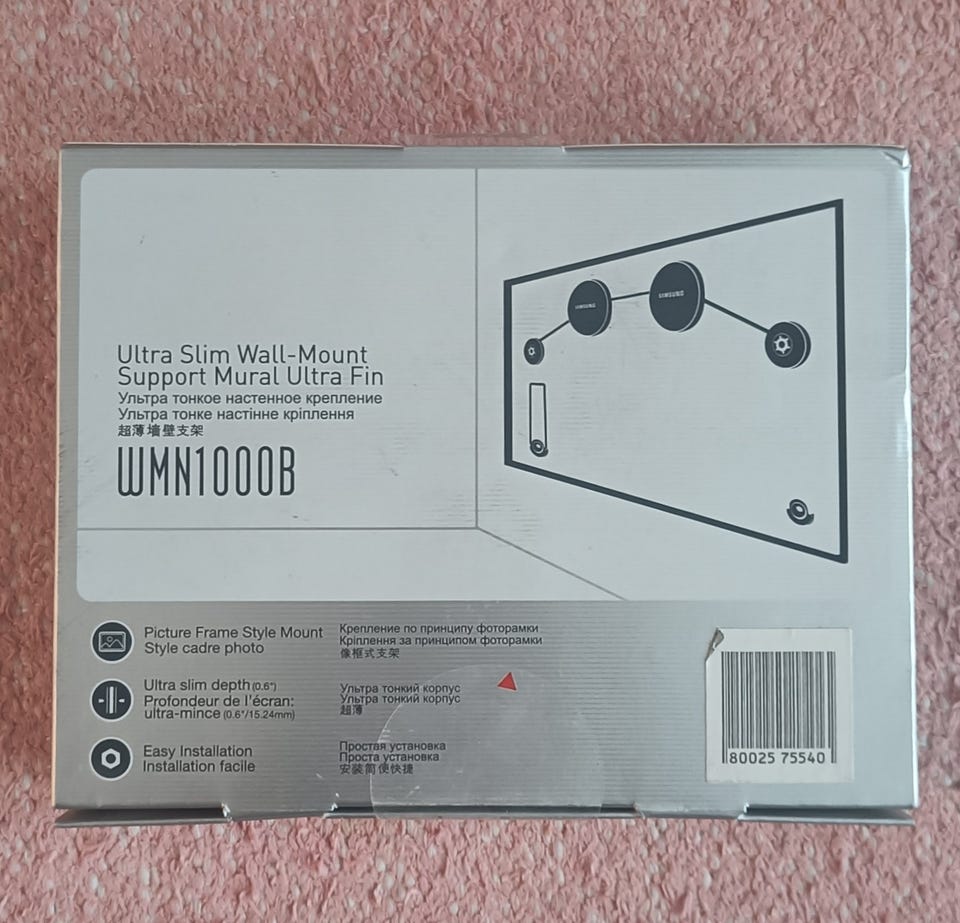 SAMSUNG
SAMSUNG
Ultra Slim Wall-Mount
Support Mural Ultra Fin
Ультра тонкое настенное крепление
Ультра тонке настінне кріплення
超薄墙壁支架
WMN1000B
Picture Frame Style Mount
Style cadre photo
Крепление по принципу фоторамки
Кріплення за принципом фоторамки
像框式支架
Ultra slim depth (0.6")
Profondeur de l'écran:
ultra-mince (0.6"/15.24mm)
Ультра тонкий корпус
Ультра тонкий корпус
超薄
Easy Installation
Installation facile
Простая установка
Проста установка
安装简便快捷
80025 75540